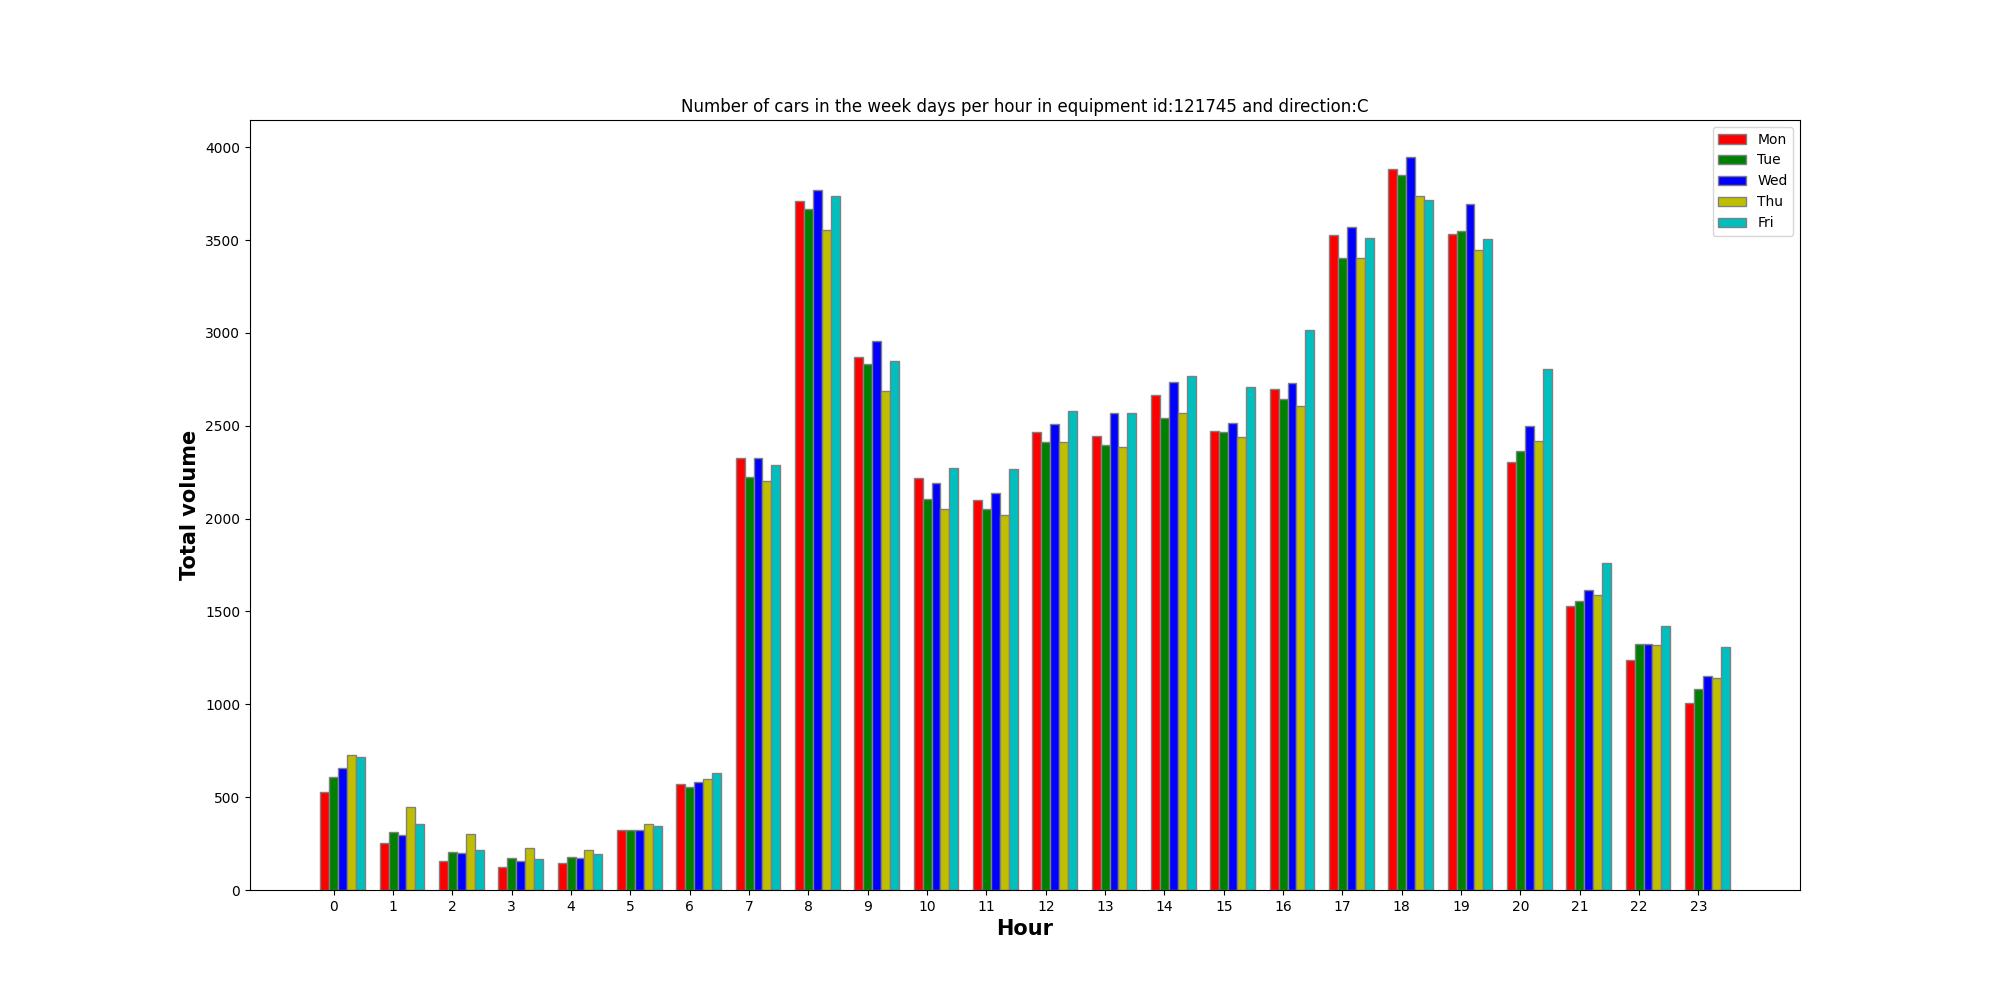 Number of cars in the week days per hour in equipment id:121745 and direction:C
Mon
Tue
Wed
Thu
Fri
4000
3500
3000
2500
2000
1500
1000
500
0
Total volume
0 1 2 3 4 5 6 7 8 9 10 11 12 13 14 15 16 17 18 19 20 21 22 23
Hour